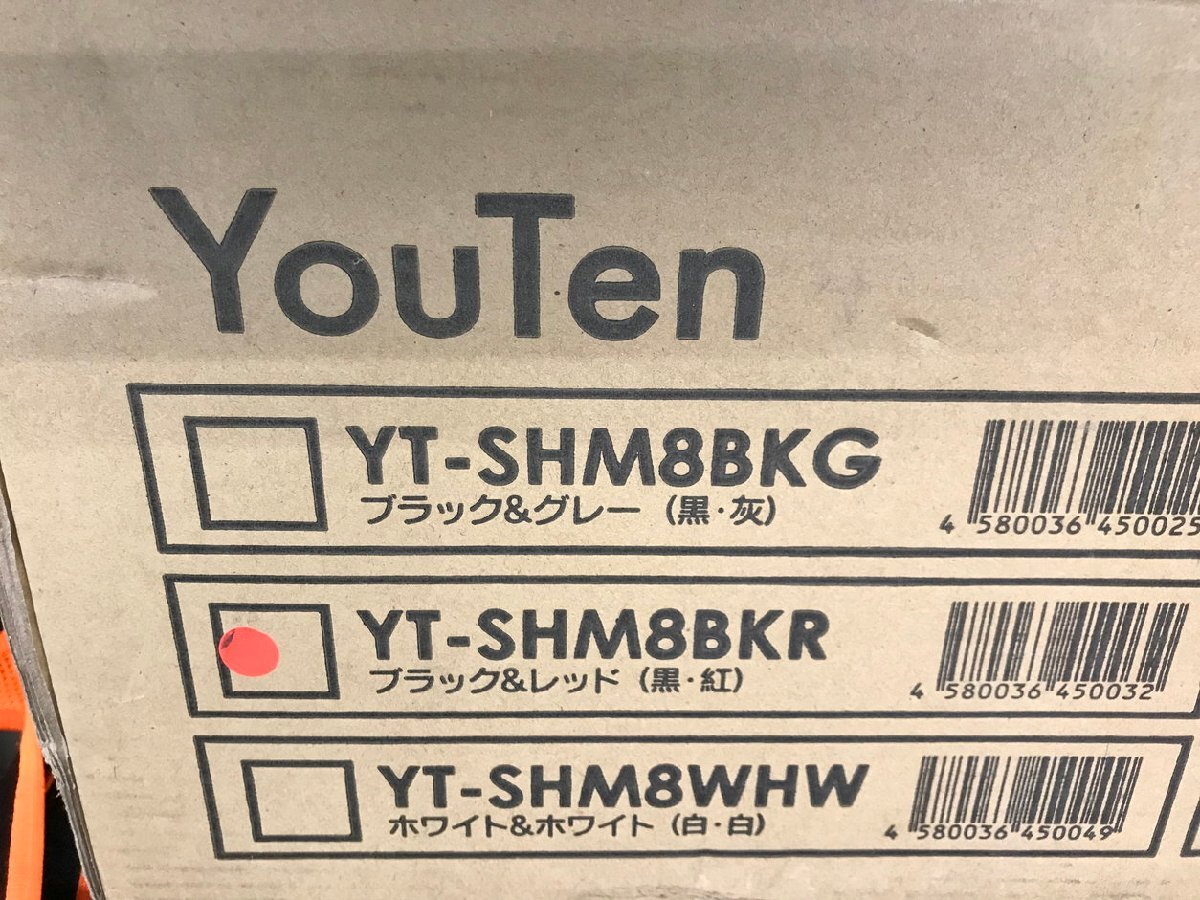 YouTen
YT-SHM8BKG
ブラック&グレー（黒・灰）
4 580036 450025
YT-SHM8BKR
ブラック&レッド（黒・紅）
4 580036 450032
YT-SHM8WHW
ホワイト&ホワイト（白・白）
4 580036 450049